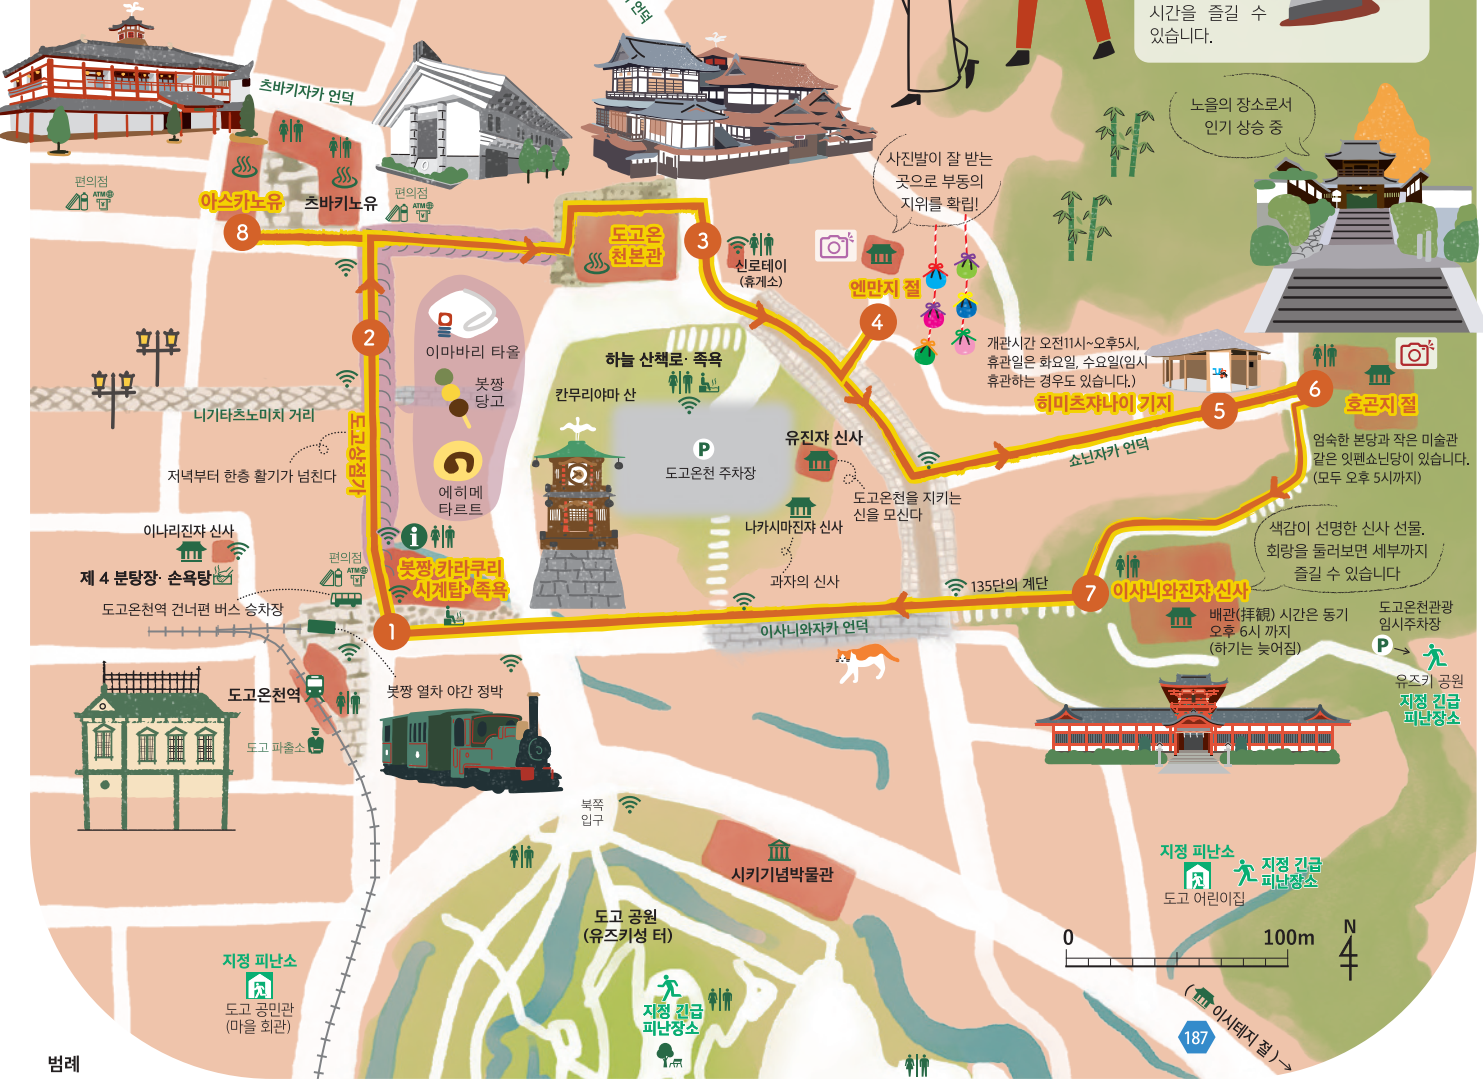 언덕
시간을 즐길 수
있습니다.
츠바키자카 언덕
노을의 장소로서
인기 상승 중
사진발이 잘 받는
곳으로 부동의
지위를 확립!
편의점
ATM
아스카노유
츠바키노유
편의점
ATM
8
도고온
천본관
3
신로테이
(휴게소)
엔만지 절
4
2
이마바리 타올
봇짱
당고
에히메
타르트
하늘 산책로· 족욕
칸무리야마 산
개관시간 오전11시~오후5시,
휴관일은 화요일, 수요일(임시
휴관하는 경우도 있습니다.)
히미츠쟈나이 기지
5
6
호곤지 절
엄숙한 본당과 작은 미술관
같은 잇펜쇼닌당이 있습니다.
(모두 오후 5시까지)
니기타츠노미치 거리
도고상점가
저녁부터 한층 활기가 넘친다
P
도고온천 주차장
유진쟈 신사
쇼닌자카 언덕
도고온천을 지키는
신을 모신다
나카시마진쟈 신사
과자의 신사
색감이 선명한 신사 선물.
회랑을 둘러보면 세부까지
즐길 수 있습니다
이나리진쟈 신사
제 4 분탕장· 손욕탕
편의점
ATM
i
봇짱 카라쿠리
시계탑· 족욕
도고온천역 건너편 버스 승차장
1
135단의 계단
7
이사니와진쟈 신사
배관(拝観) 시간은 동기
오후 6시 까지
(하기는 늦어짐)
이사니와자카 언덕
도고온천관광
임시주차장
P
유즈키 공원
지정 긴급
피난장소
도고온천역
봇짱 열차 야간 정박
도고 파출소
북쪽
입구
시키기념박물관
도고 공원
(유즈키성 터)
지정 피난소
도고 어린이집
지정 긴급
피난장소
0
100m
N
지정 피난소
도고 공민관
(마을 회관)
지정 긴급
피난장소
187
( 이시테지 절 )
범례